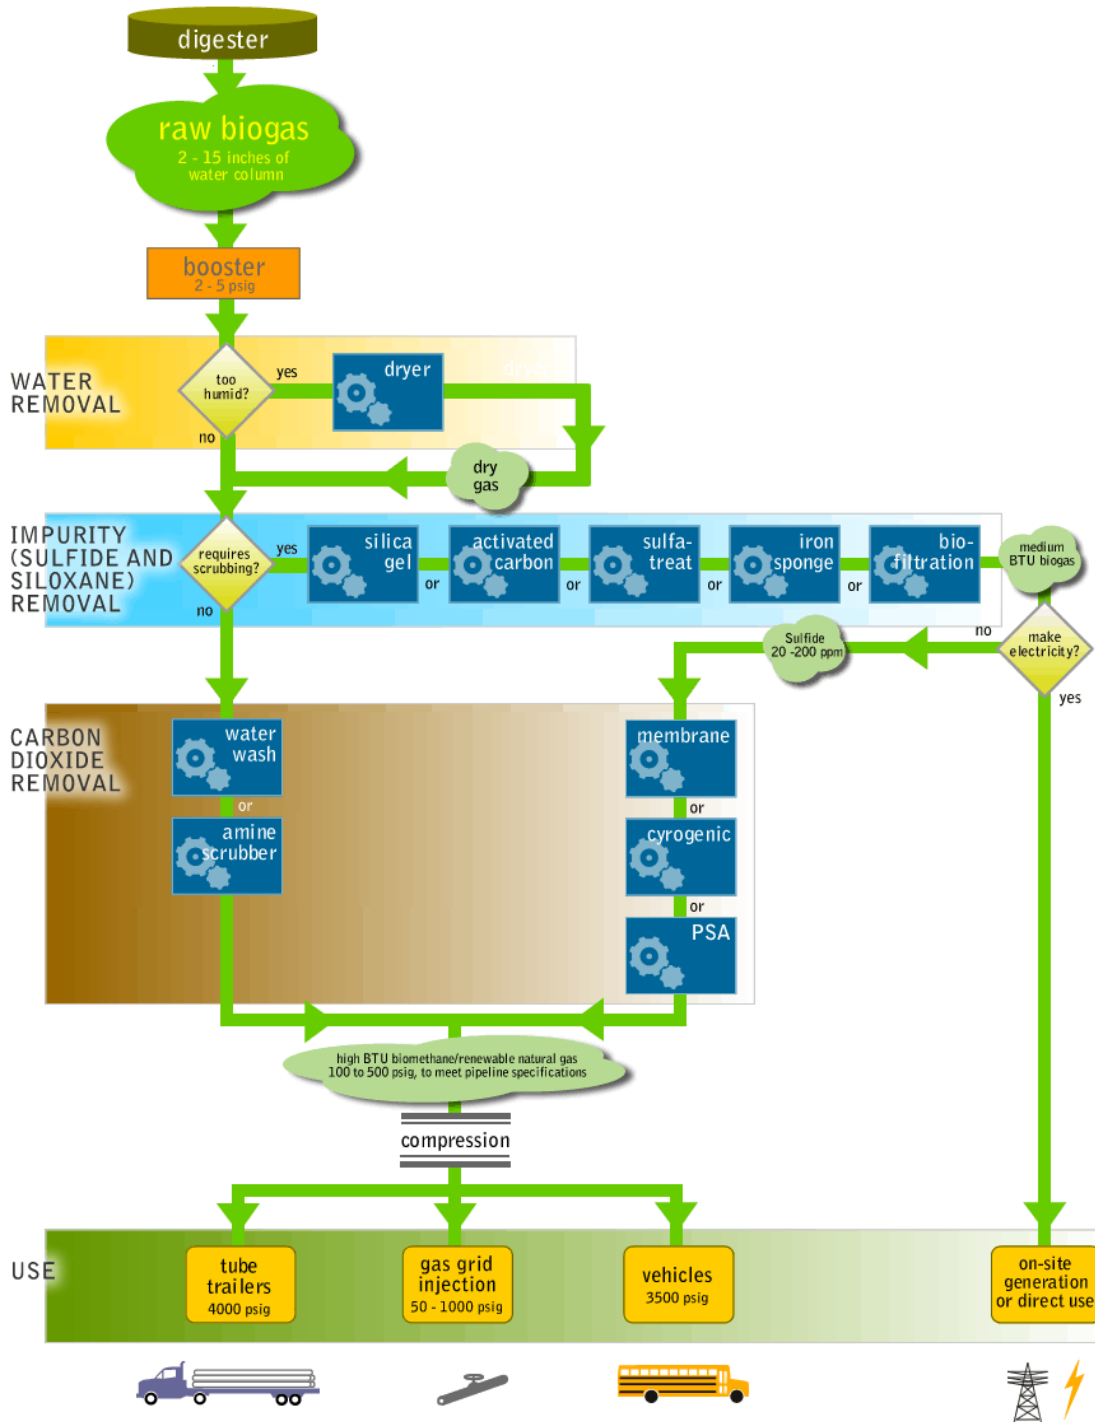 digester
raw biogas
2 - 15 inches of
water column
booster
2 - 5 psig
WATER
REMOVAL
too
humid?
yes
no
dryer
dry
gas
IMPURITY
(SULFIDE AND
SILOXANE)
REMOVAL
requires
scrubbing?
yes
no
silica
gel
or
activated
carbon
or
sulfa-
treat
or
iron
sponge
or
bio-
filtration
medium
BTU biogas
make
electricity?
no
yes
Sulfide
20 -200 ppm
CARBON
DIOXIDE
REMOVAL
water
wash
or
amine
scrubber
membrane
or
cyrogenic
or
PSA
high BTU biomethane/renewable natural gas
100 to 500 psig, to meet pipeline specifications
compression
USE
tube
trailers
4000 psig
gas grid
injection
50 - 1000 psig
vehicles
3500 psig
on-site
generation
or direct use